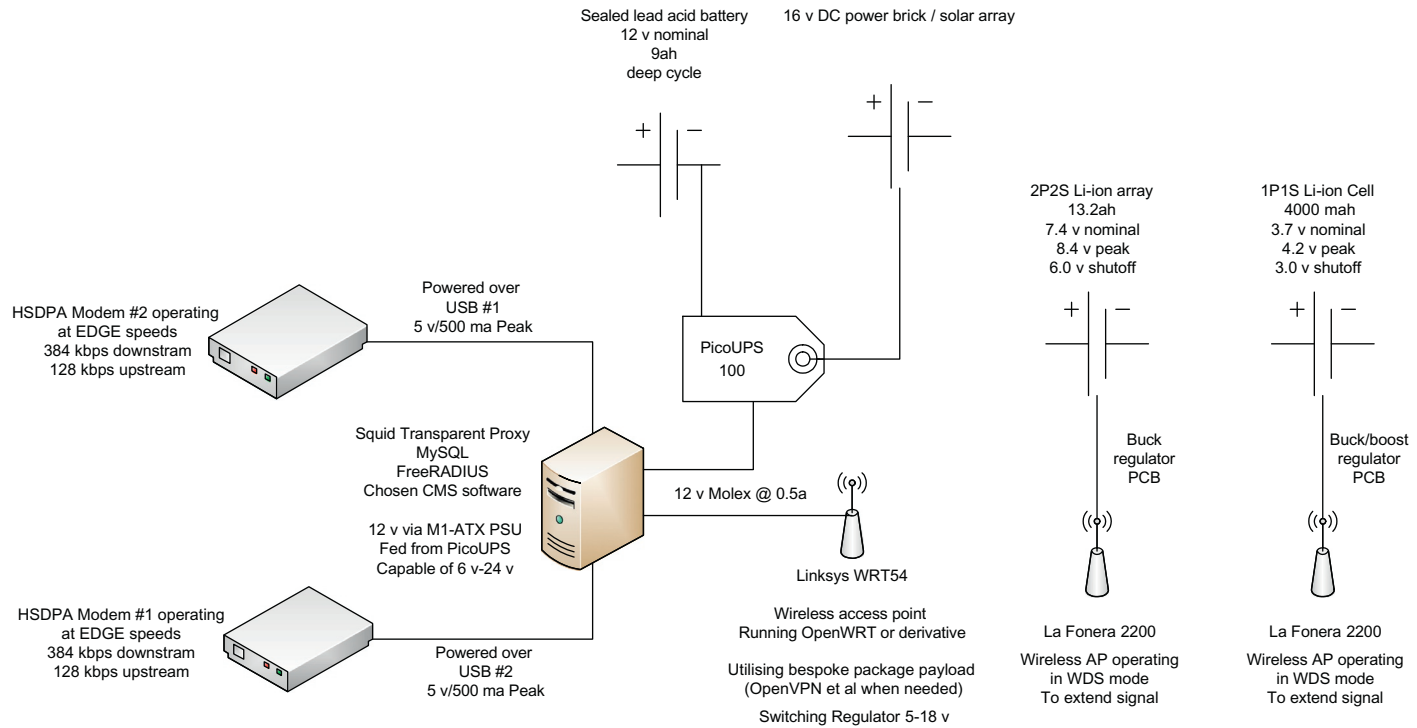 Sealed lead acid battery
12 v nominal
9ah
deep cycle
16 v DC power brick / solar array
+ −
+ −
2P2S Li-ion array
13.2ah
7.4 v nominal
8.4 v peak
6.0 v shutoff
1P1S Li-ion Cell
4000 mah
3.7 v nominal
4.2 v peak
3.0 v shutoff
+ −
+ −
HSDPA Modem #2 operating
at EDGE speeds
384 kbps downstram
128 kbps upstream
Powered over
USB #1
5 v/500 ma Peak
PicoUPS
100
Squid Transparent Proxy
MySQL
FreeRADIUS
Chosen CMS software
12 v via M1-ATX PSU
Fed from PicoUPS
Capable of 6 v-24 v
12 v Molex @ 0.5a
Buck
regulator
PCB
Buck/boost
regulator
PCB
HSDPA Modem #1 operating
at EDGE speeds
384 kbps downstram
128 kbps upstream
Powered over
USB #2
5 v/500 ma Peak
Linksys WRT54
Wireless access point
Running OpenWRT or derivative
Utilising bespoke package payload
(OpenVPN et al when needed)
Switching Regulator 5-18 v
La Fonera 2200
Wireless AP operating
in WDS mode
To extend signal
La Fonera 2200
Wireless AP operating
in WDS mode
To extend signal